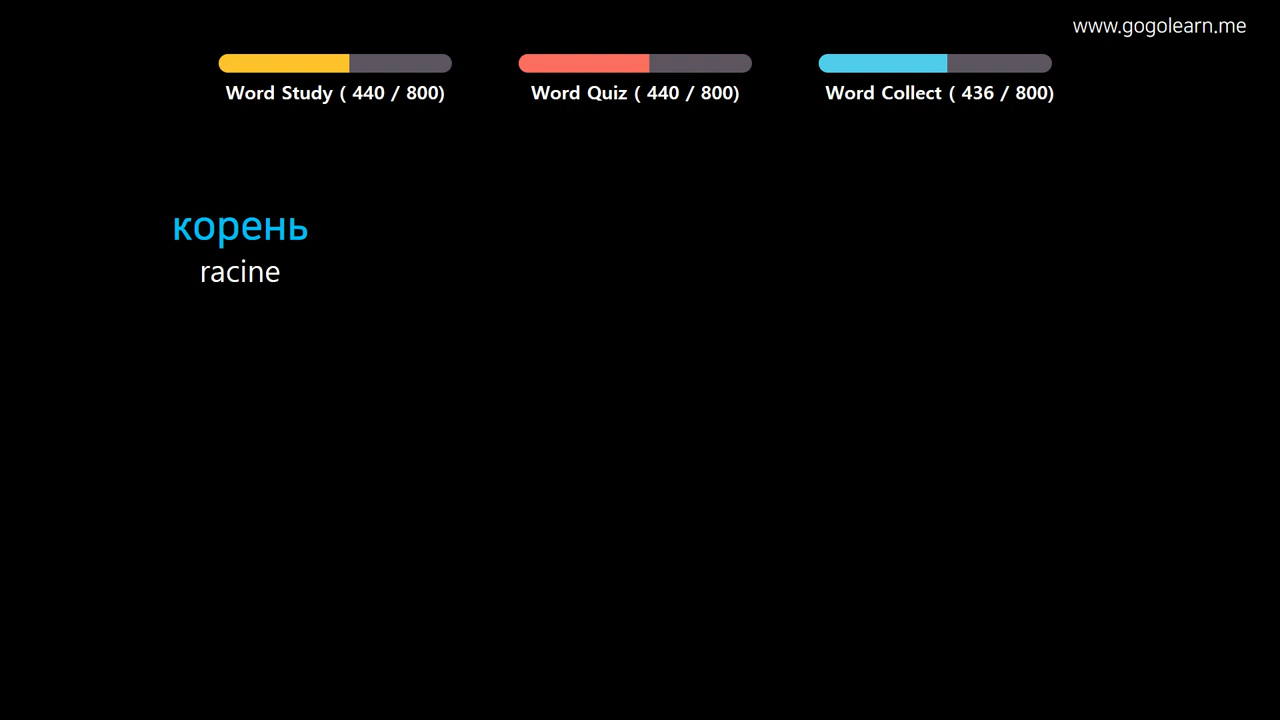 www.gogolearn.me
Word Study ( 440 / 800)
Word Quiz ( 440 / 800)
Word Collect ( 436 / 800)
корень
racine